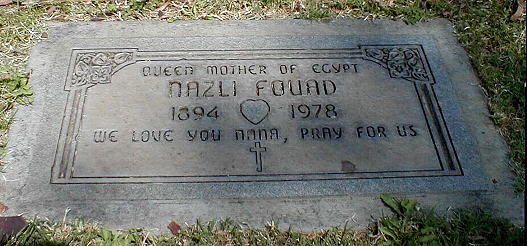 QUEEN MOTHER OF EGYPT
NAZLI FOUAD
1894 1978
WE LOVE YOU NANA, PRAY FOR US